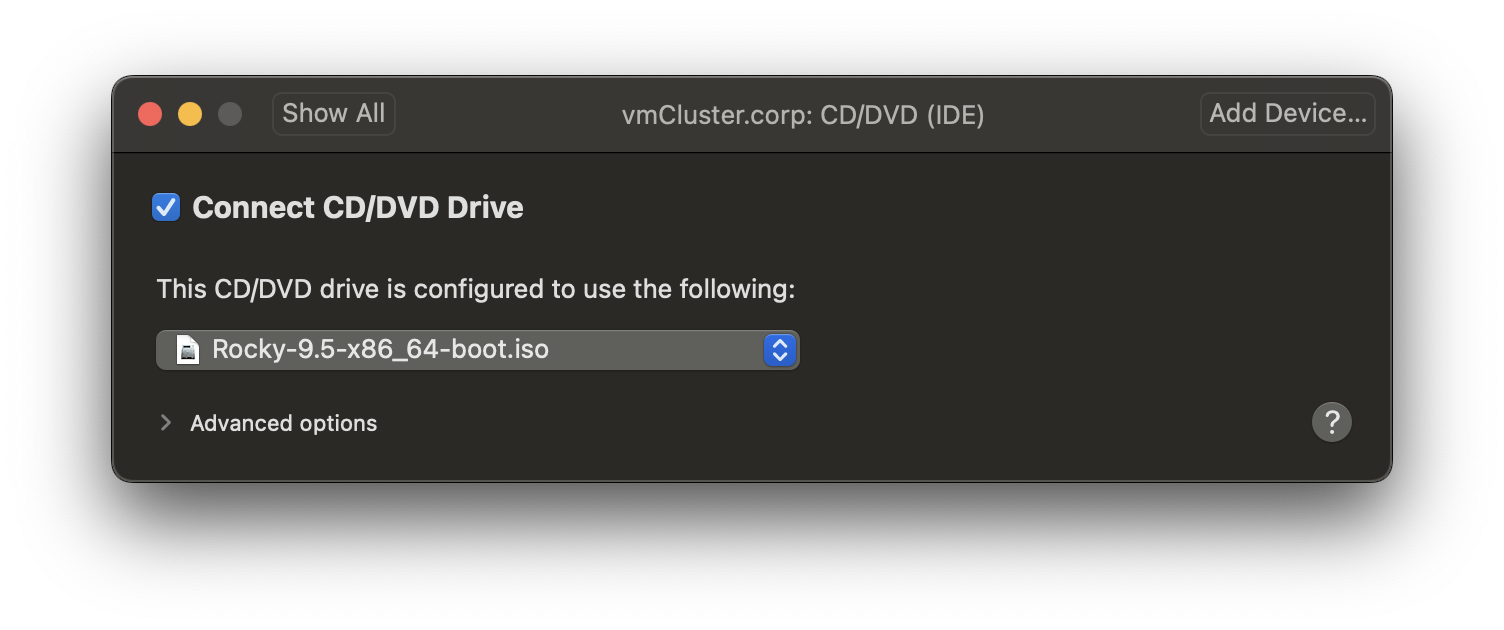 Show All
vmCluster.corp: CD/DVD (IDE)
Add Device...
Connect CD/DVD Drive
This CD/DVD drive is configured to use the following:
Rocky-9.5-x86_64-boot.iso
Advanced options
?